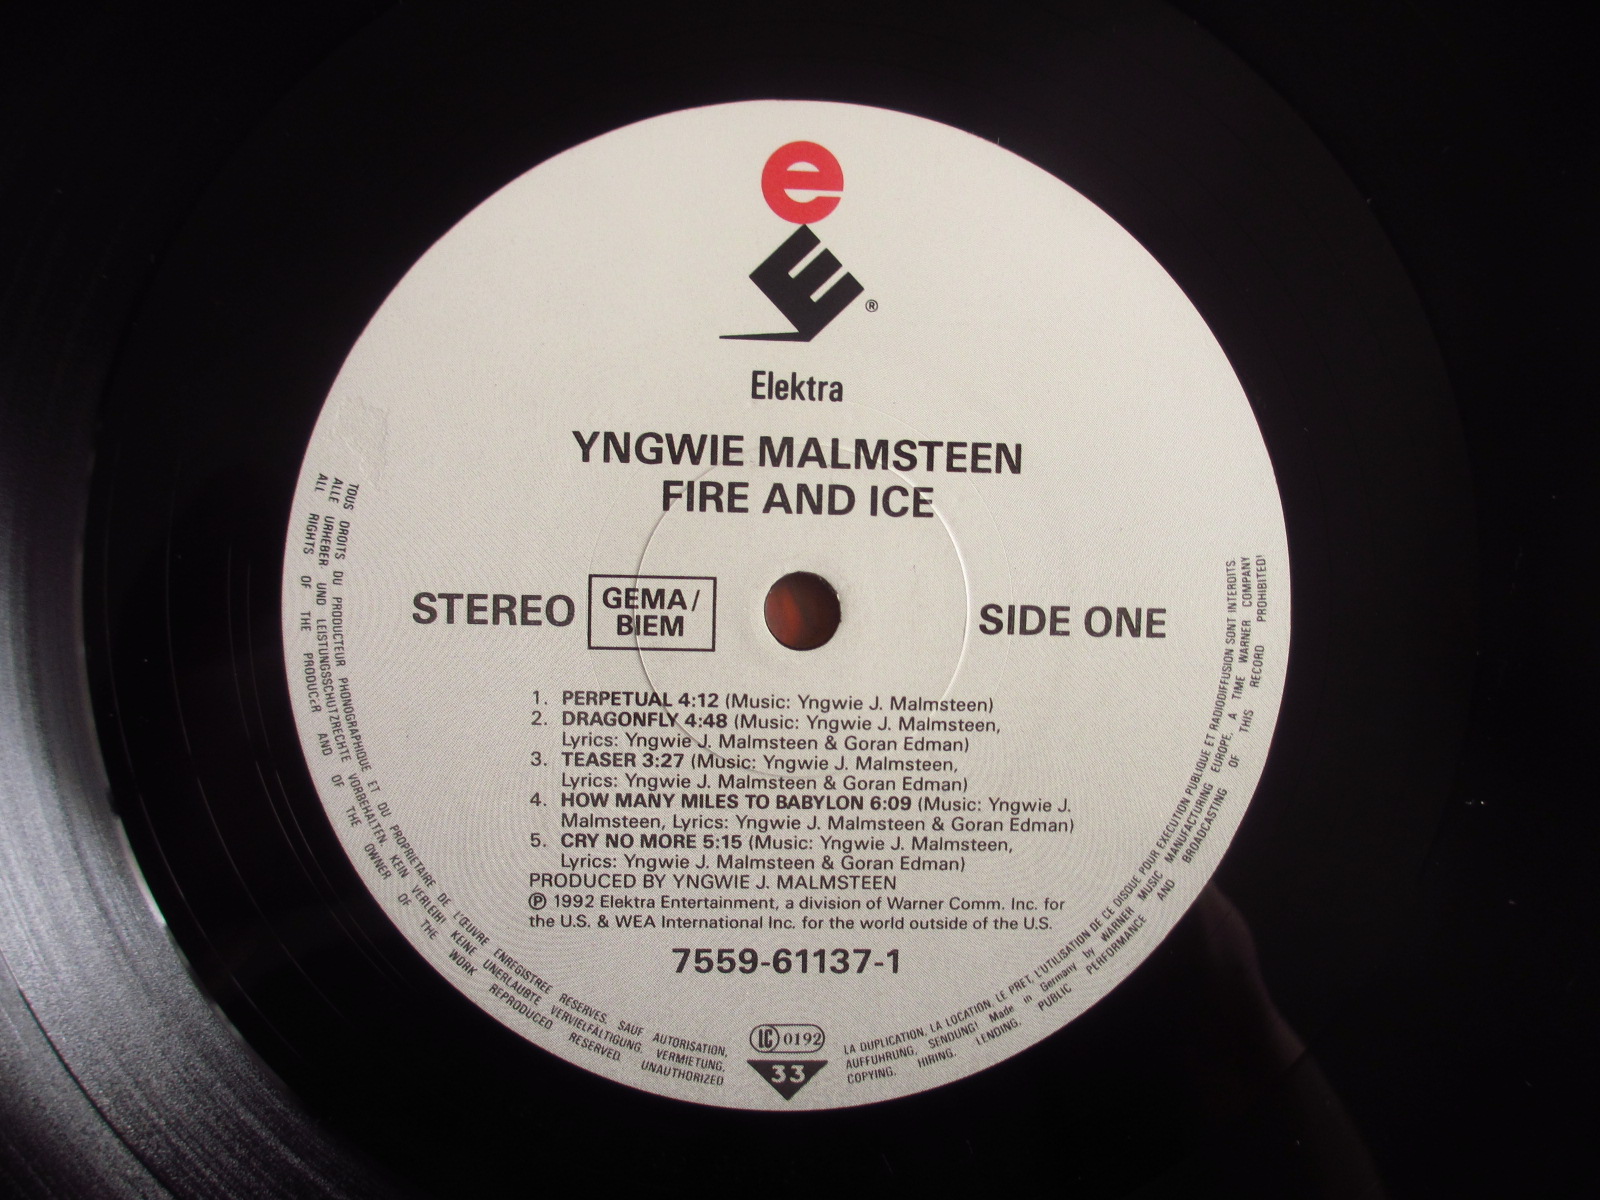 e
E®
Elektra
YNGWIE MALMSTEEN
FIRE AND ICE
STEREO
GEMA/
BIEM
SIDE ONE
1. PERPETUAL 4:12 (Music: Yngwie J. Malmsteen)
2. DRAGONFLY 4:48 (Music: Yngwie J. Malmsteen,
Lyrics: Yngwie J. Malmsteen & Goran Edman)
3. TEASER 3:27 (Music: Yngwie J. Malmsteen,
Lyrics: Yngwie J. Malmsteen & Goran Edman)
4. HOW MANY MILES TO BABYLON 6:09 (Music: Yngwie J.
Malmsteen, Lyrics: Yngwie J. Malmsteen & Goran Edman)
5. CRY NO MORE 5:15 (Music: Yngwie J. Malmsteen,
Lyrics: Yngwie J. Malmsteen & Goran Edman)
PRODUCED BY YNGWIE J. MALMSTEEN
℗ 1992 Elektra Entertainment, a division of Warner Comm. Inc. for
the U.S. & WEA International Inc. for the world outside of the U.S.
7559-61137-1
LC 0192
33
TOUS DROITS DU PRODUCTEUR PHONOGRAPHIQUE ET DU PROPRIETAIRE DE L'ŒUVRE ENREGISTREE RESERVES. SAUF AUTORISATION, LA DUPLICATION, LA LOCATION, LE PRET, L'UTILISATION DE CE DISQUE POUR EXECUTION PUBLIQUE ET RADIODIFFUSION SONT INTERDITS.
ALLE URHEBER UND LEISTUNGSSCHUTZRECHTE VORBEHALTEN. KEIN VERLEIH! KEINE UNERLAUBTE VERVIELFÄLTIGUNG, VERMIETUNG, AUFFÜHRUNG, SENDUNG! Made in Germany by WARNER MUSIC MANUFACTURING EUROPE. A TIME WARNER COMPANY
ALL RIGHTS OF THE PRODUCER AND OF THE OWNER OF THE WORK REPRODUCED RESERVED. UNAUTHORIZED COPYING. HIRING. LENDING. PUBLIC PERFORMANCE AND BROADCASTING OF THIS RECORD PROHIBITED!